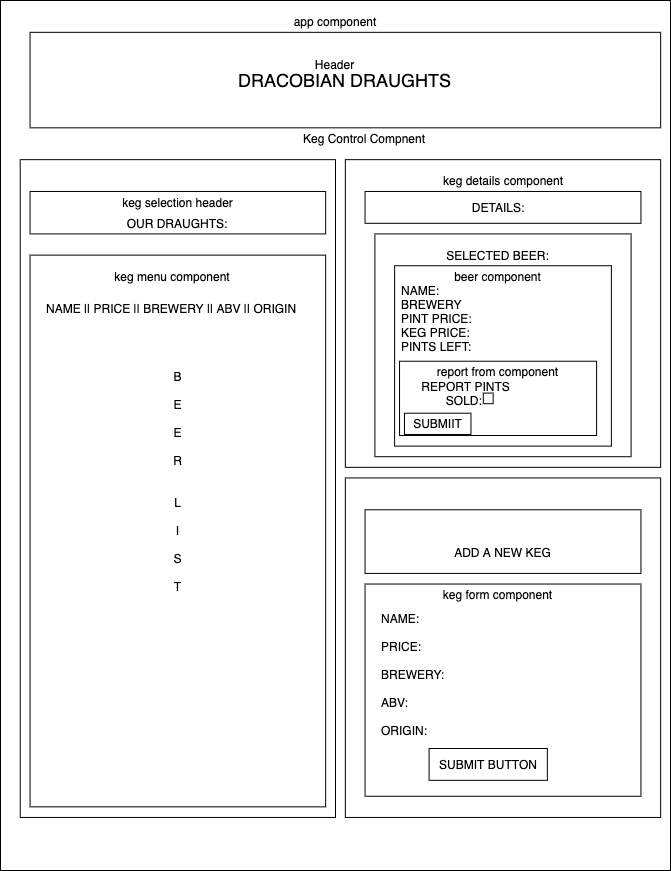 app component
Header
DRACOBIAN DRAUGHTS
Keg Control Compnent
keg selection header
OUR DRAUGHTS:
keg menu component
NAME || PRICE || BREWERY || ABV || ORIGIN
B
E
E
R
L
I
S
T
keg details component
DETAILS:
SELECTED BEER:
beer component
NAME:
BREWERY
PINT PRICE:
KEG PRICE:
PINTS LEFT:
report from component
REPORT PINTS
SOLD:
SUBMIIT
ADD A NEW KEG
keg form component
NAME:
PRICE:
BREWERY:
ABV:
ORIGIN:
SUBMIT BUTTON